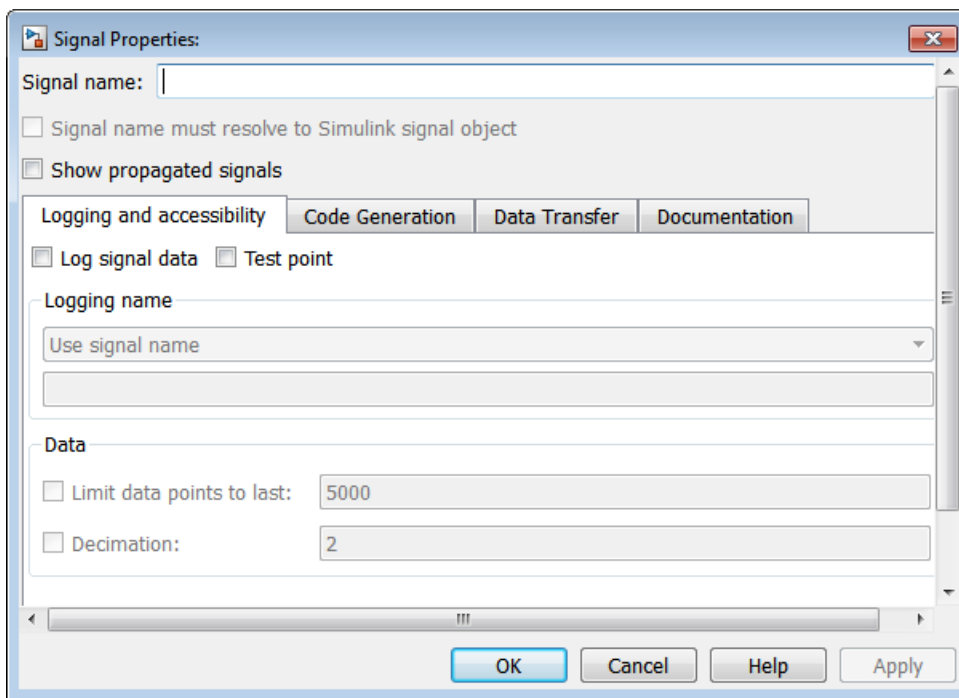 Signal Properties:
Signal name:
Signal name must resolve to Simulink signal object
Show propagated signals
Logging and accessibility Code Generation Data Transfer Documentation
Log signal data Test point
Logging name
Use signal name
Data
Limit data points to last: 5000
Decimation: 2
OK Cancel Help Apply